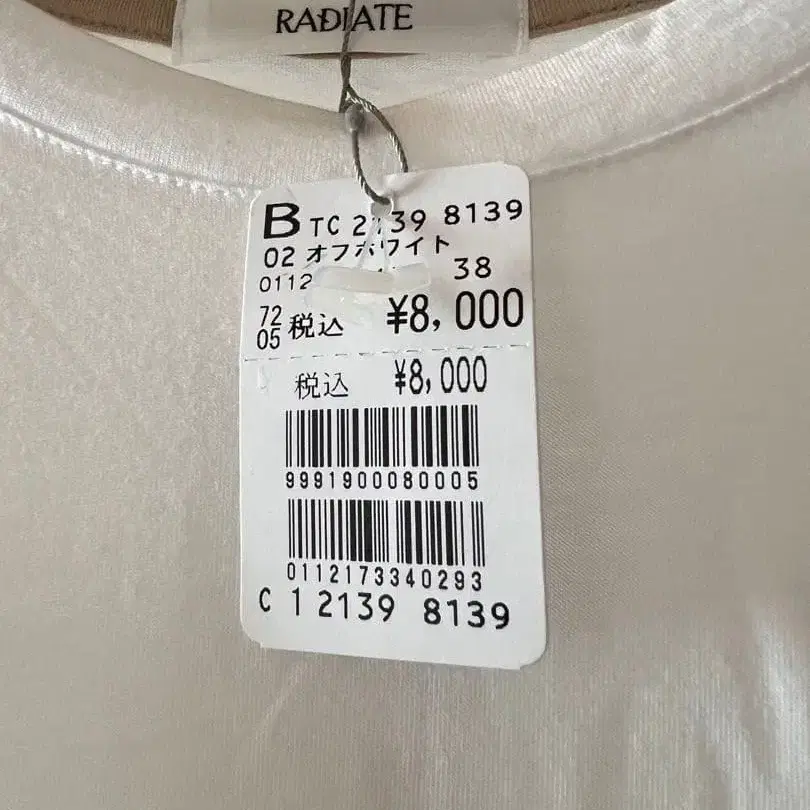 RADIATE
B TC 2139 8139
02 オフホワイト
0112
38
72
05 税込 ¥8,000
税込 ¥8,000
9991900080005
0112173340293
C 1 2139 8139